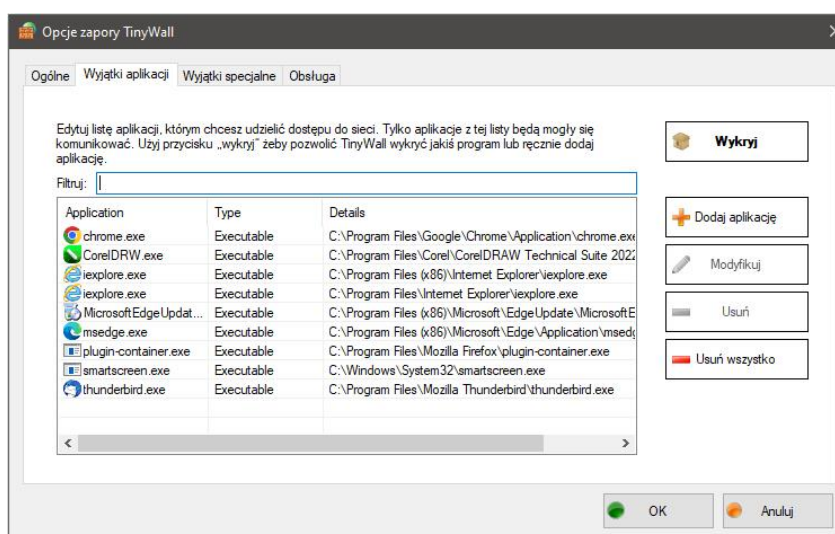 Opcje zapory TinyWall
Ogólne Wyjątki aplikacji Wyjątki specjalne Obsługa
Edytuj listę aplikacji, którym chcesz udzielić dostępu do sieci. Tylko aplikacje z tej listy będą mogły się
komunikować. Użyj przycisku „wykryj” żeby pozwolić TinyWall wykryć jakiś program lub ręcznie dodaj
aplikację.
Wykryj
Filtruj:
Application Type Details
chrome.exe Executable C:\Program Files\Google\Chrome\Application\chrome.exe
CorelDRW.exe Executable C:\Program Files\Corel\CorelDRAW Technical Suite 2022
iexplore.exe Executable C:\Program Files (x86)\Internet Explorer\iexplore.exe
iexplore.exe Executable C:\Program Files\Internet Explorer\iexplore.exe
MicrosoftEdgeUpdat... Executable C:\Program Files (x86)\Microsoft\EdgeUpdate\MicrosoftE
msedge.exe Executable C:\Program Files (x86)\Microsoft\Edge\Application\msedg
plugin-container.exe Executable C:\Program Files\Mozilla Firefox\plugin-container.exe
smartscreen.exe Executable C:\Windows\System32\smartscreen.exe
thunderbird.exe Executable C:\Program Files\Mozilla Thunderbird\thunderbird.exe
Dodaj aplikację
Modyfikuj
Usuń
Usuń wszystko
OK Anuluj